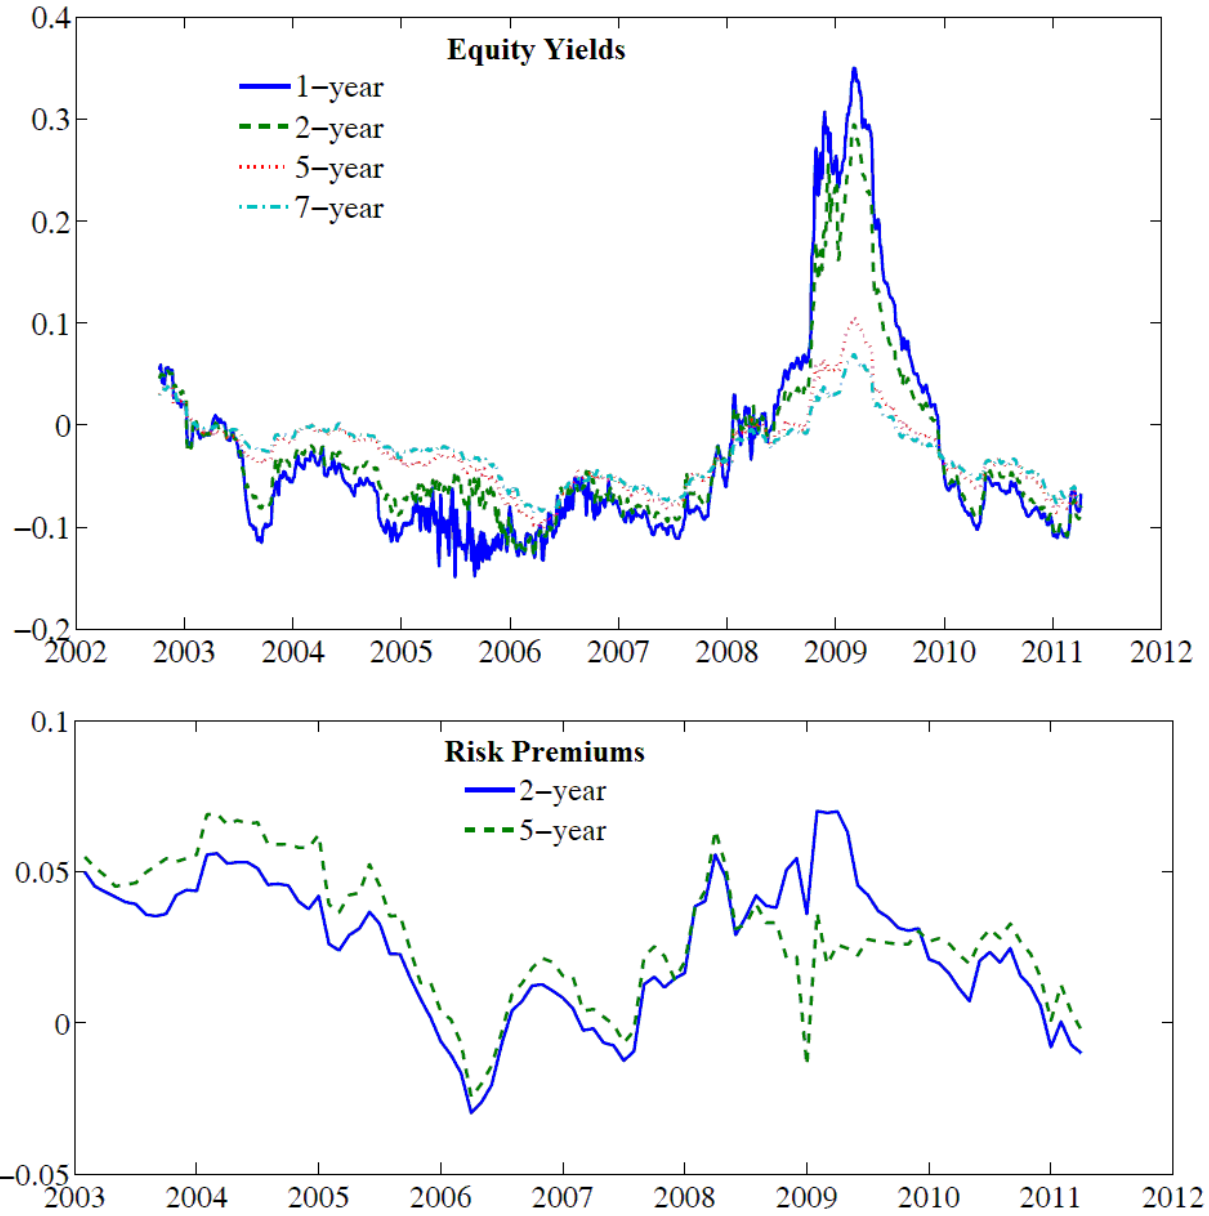 0.4
Equity Yields
1−year
2−year
5−year
7−year
0.3
0.2
0.1
0
−0.1
−0.2
2002 2003 2004 2005 2006 2007 2008 2009 2010 2011 2012
0.1
Risk Premiums
2−year
5−year
0.05
0
−0.05
2003 2004 2005 2006 2007 2008 2009 2010 2011 2012